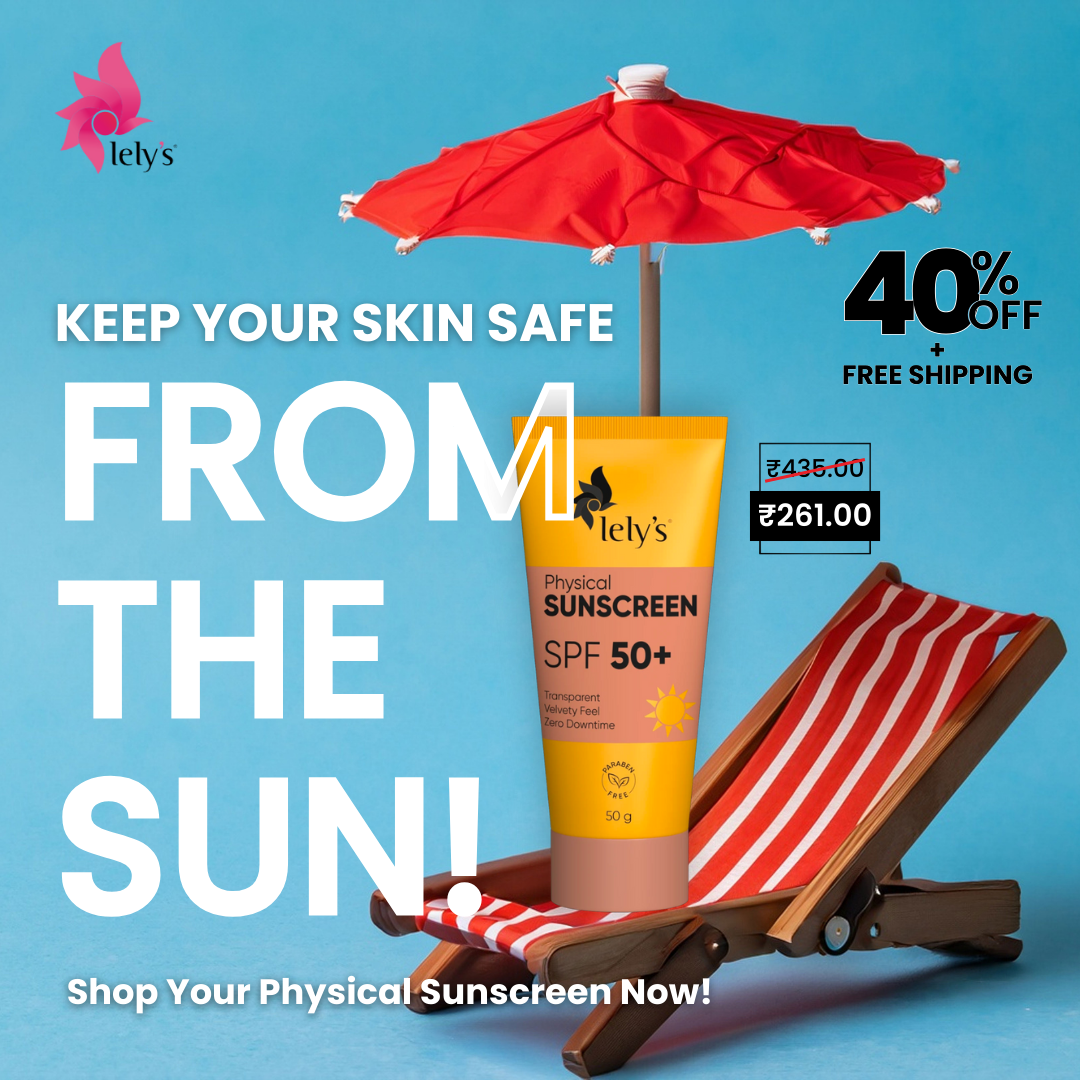 lely's
KEEP YOUR SKIN SAFE
FROM
THE
SUN!
40% OFF
+
FREE SHIPPING
₹435.00
₹261.00
lely's
Physical
SUNSCREEN
SPF 50+
Transparent
Velvety Feel
Zero Downtime
PARABEN
FREE
50 g
Shop Your Physical Sunscreen Now!